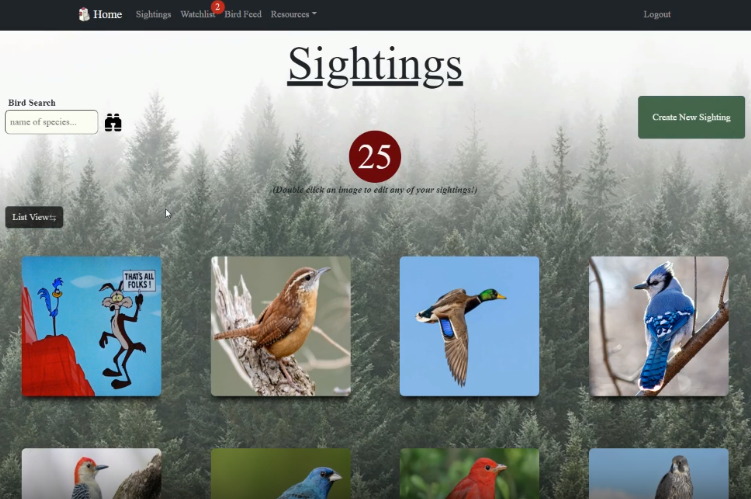 Home Sightings Watchlist 2 Bird Feed Resources Logout
Sightings
Bird Search
name of species...
Create New Sighting
25
(Double click an image to edit any of your sightings!)
List View
THAT'S ALL
FOLKS!